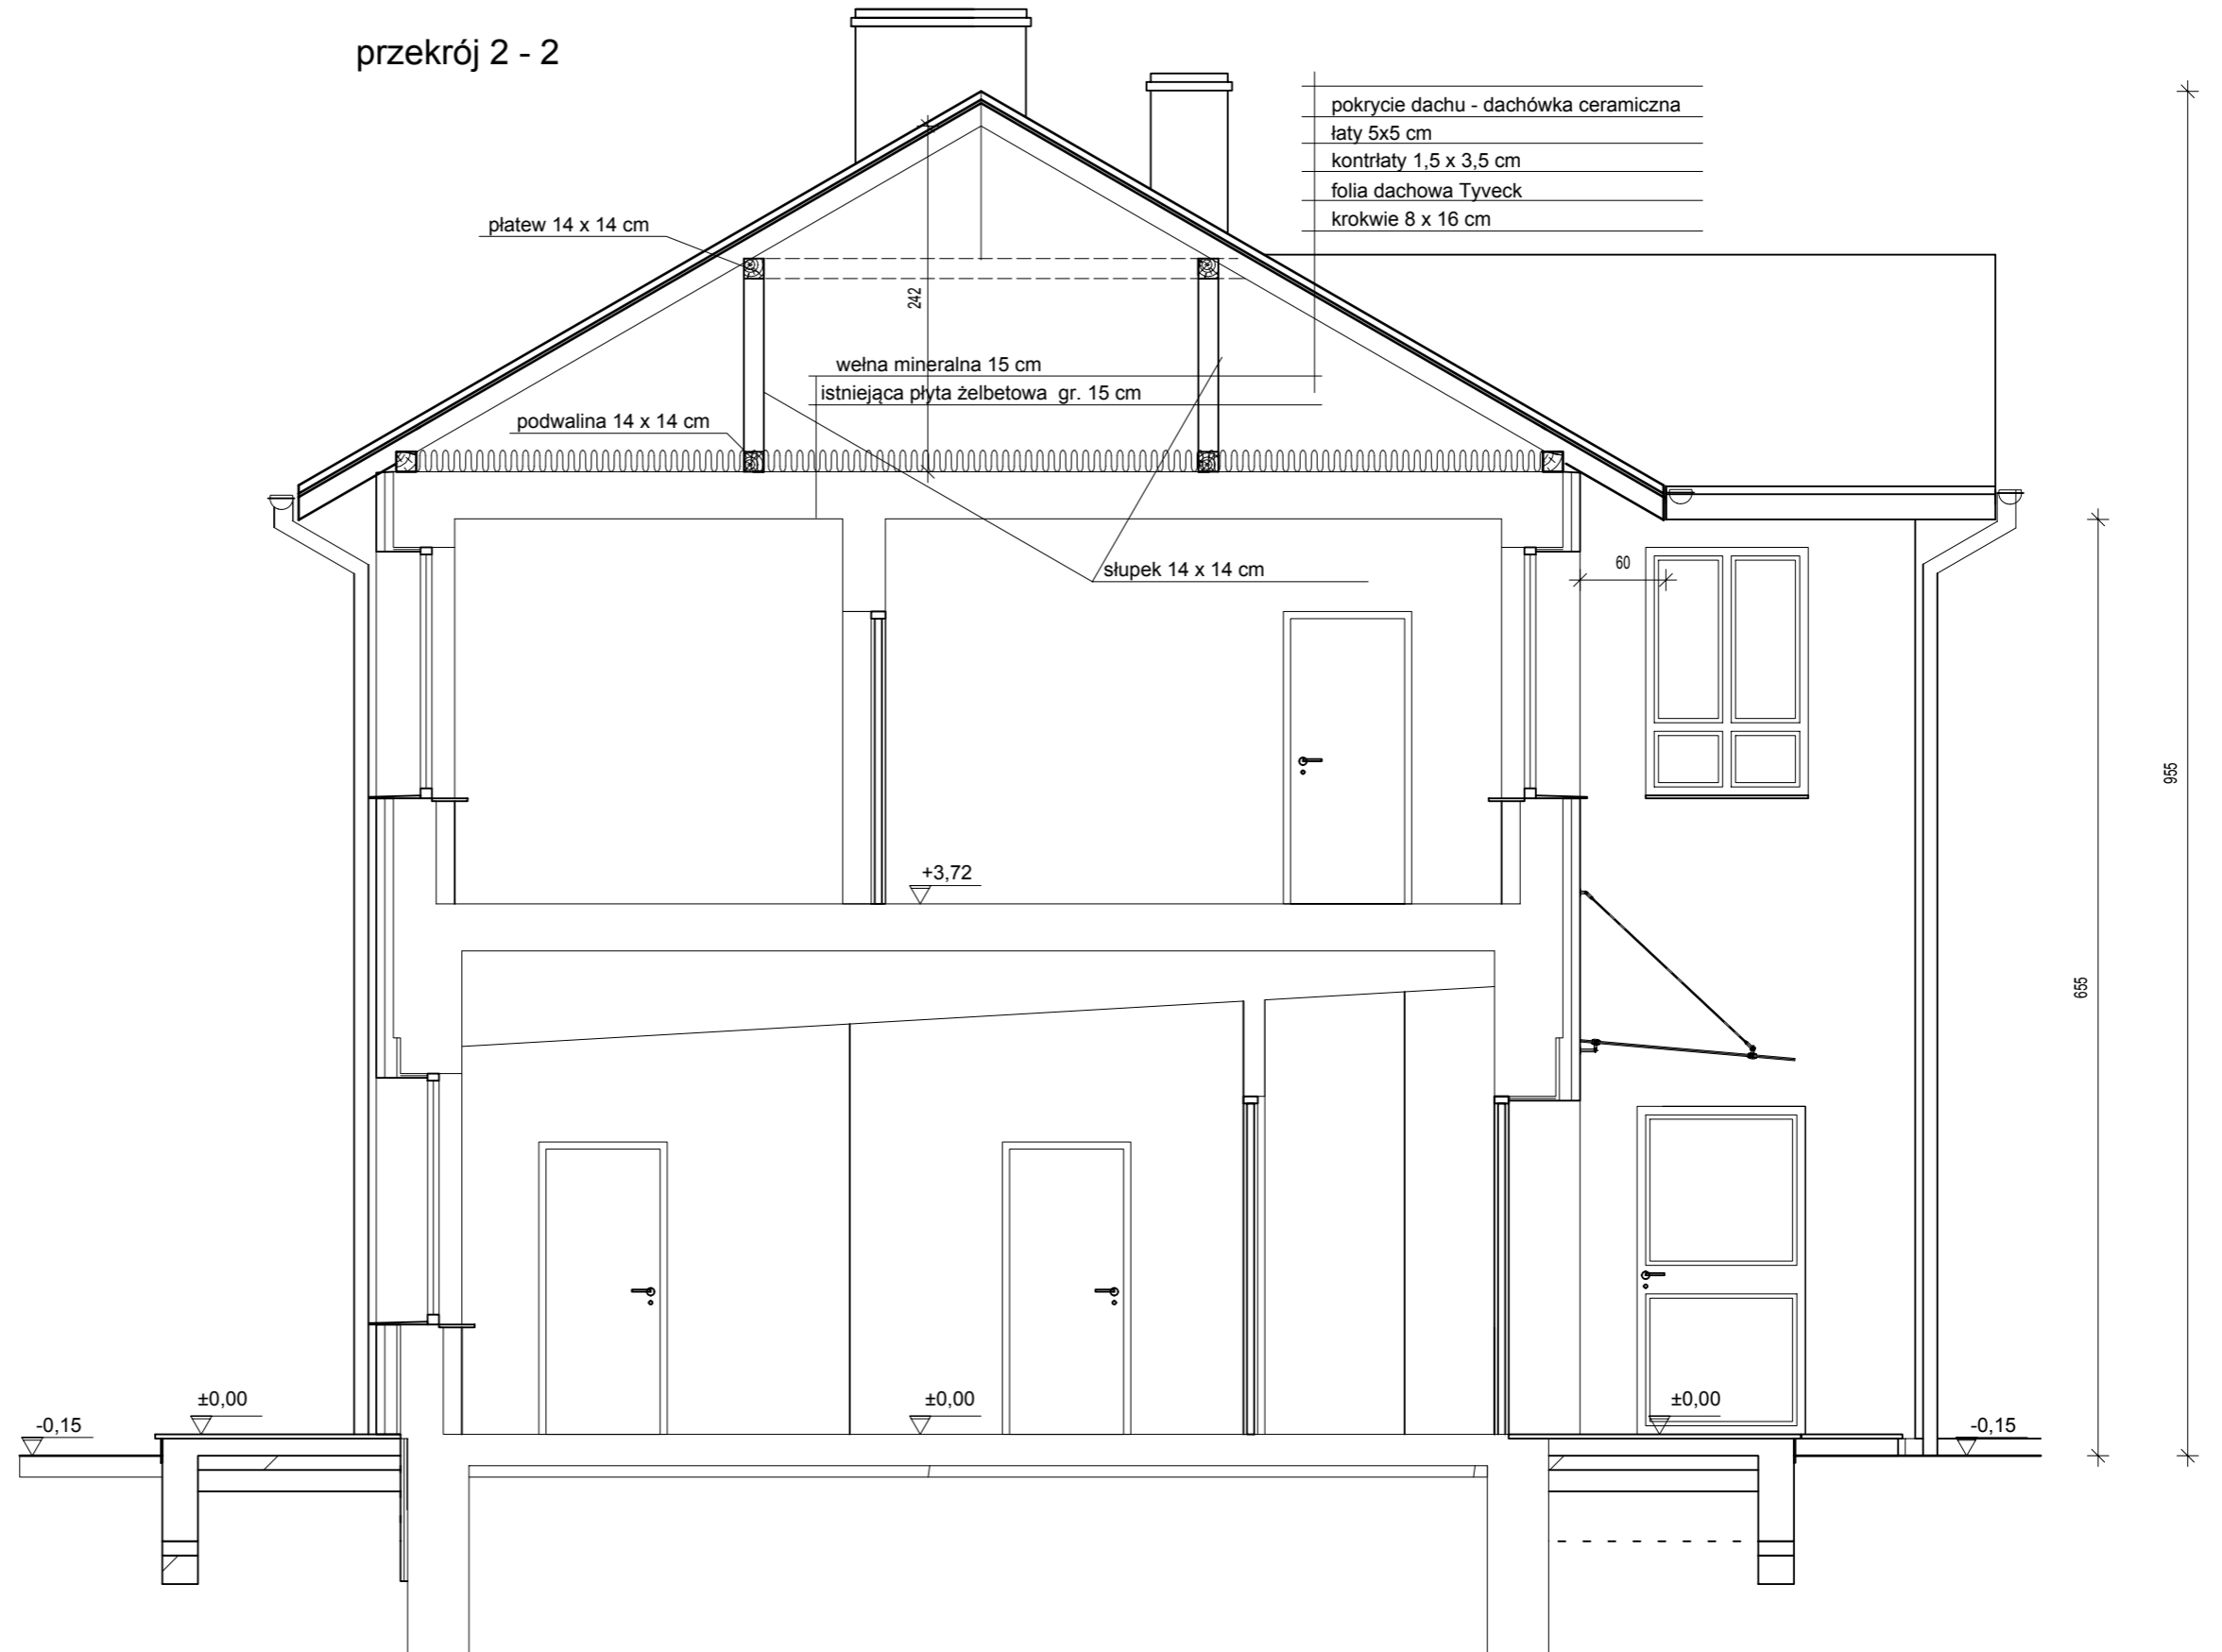 przekrój 2 - 2
pokrycie dachu - dachówka ceramiczna
łaty 5x5 cm
kontrłaty 1,5 x 3,5 cm
folia dachowa Tyveck
krokwie 8 x 16 cm
płatew 14 x 14 cm
242
wełna mineralna 15 cm
istniejąca płyta żelbetowa gr. 15 cm
podwalina 14 x 14 cm
słupek 14 x 14 cm
60
955
+3,72
655
±0,00
±0,00
±0,00
-0,15
-0,15